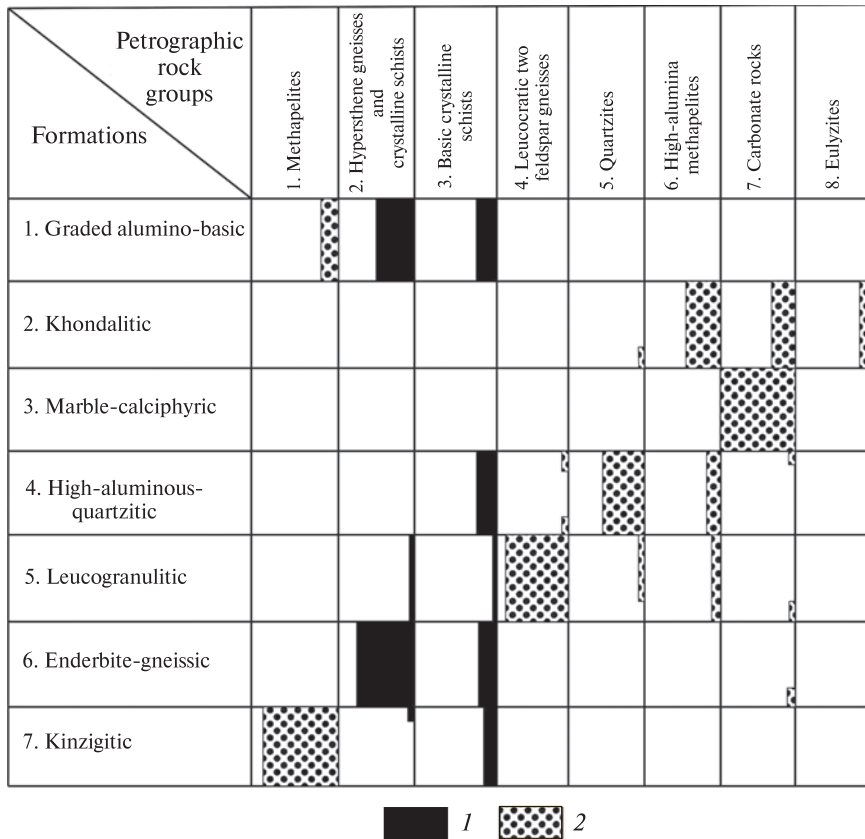 Petrographic
rock
groups
Formations
1. Methapelites
2. Hypersthene gneisses
and
crystalline schists
3. Basic crystalline
schists
4. Leucocratic two
feldspar gneisses
5. Quartzites
6. High-alumina
methapelites
7. Carbonate rocks
8. Eulyzites
1. Graded alumino-basic
2. Khondalitic
3. Marble-calciphyric
4. High-aluminous-
quartzitic
5. Leucogranulitic
6. Enderbite-gneissic
7. Kinzigitic
1
2